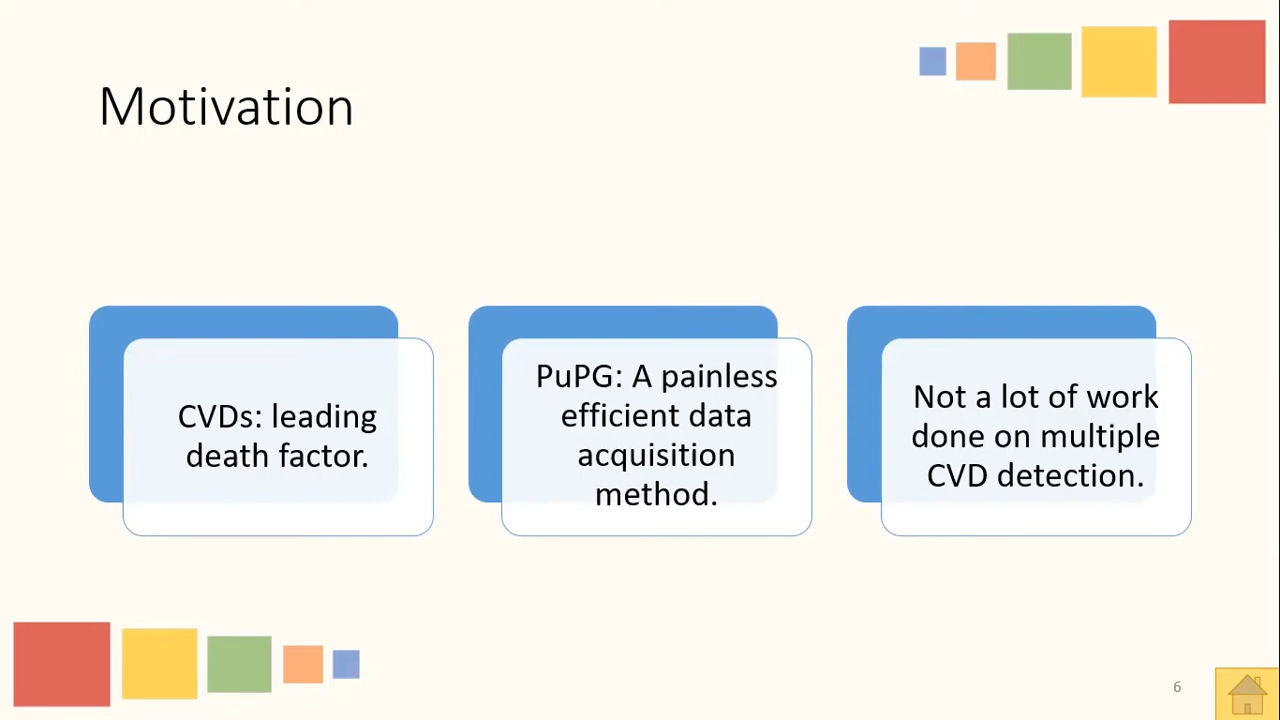 Motivation
CVDs: leading
death factor.
PuPG: A painless
efficient data
acquisition
method.
Not a lot of work
done on multiple
CVD detection.
6